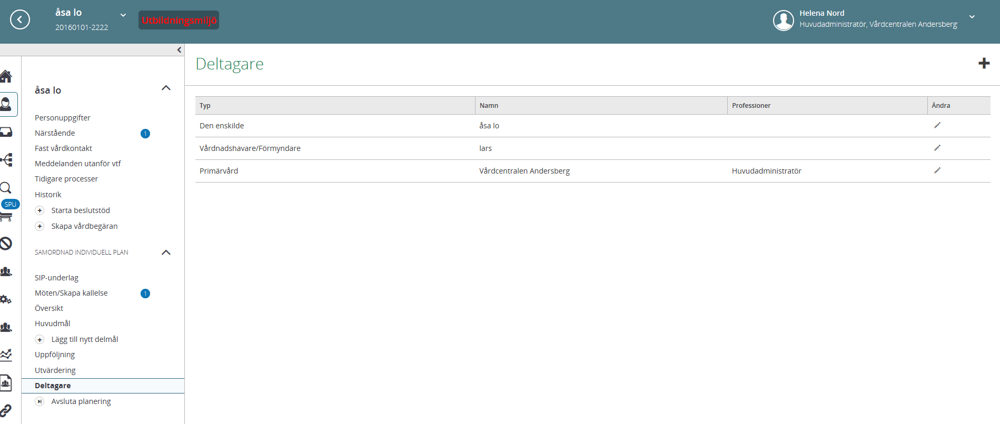 åsa lo
20160101-2222
Utbildningsmiljö
Helena Nord
Huvudadministratör, Vårdcentralen Andersberg
SPU
åsa lo
Personuppgifter
Närstående 1
Fast vårdkontakt
Meddelanden utanför vtf
Tidigare processer
Historik
Starta beslutstöd
Skapa vårdbegäran
SAMORDNAD INDIVIDUELL PLAN
SIP-underlag
Möten/Skapa kallelse 1
Översikt
Huvudmål
Lägg till nytt delmål
Uppföljning
Utvärdering
Deltagare
Avsluta planering
Deltagare
Typ Namn Professioner Ändra
Den enskilde åsa lo
Vårdnadshavare/Förmyndare lars
Primärvård Vårdcentralen Andersberg Huvudadministratör